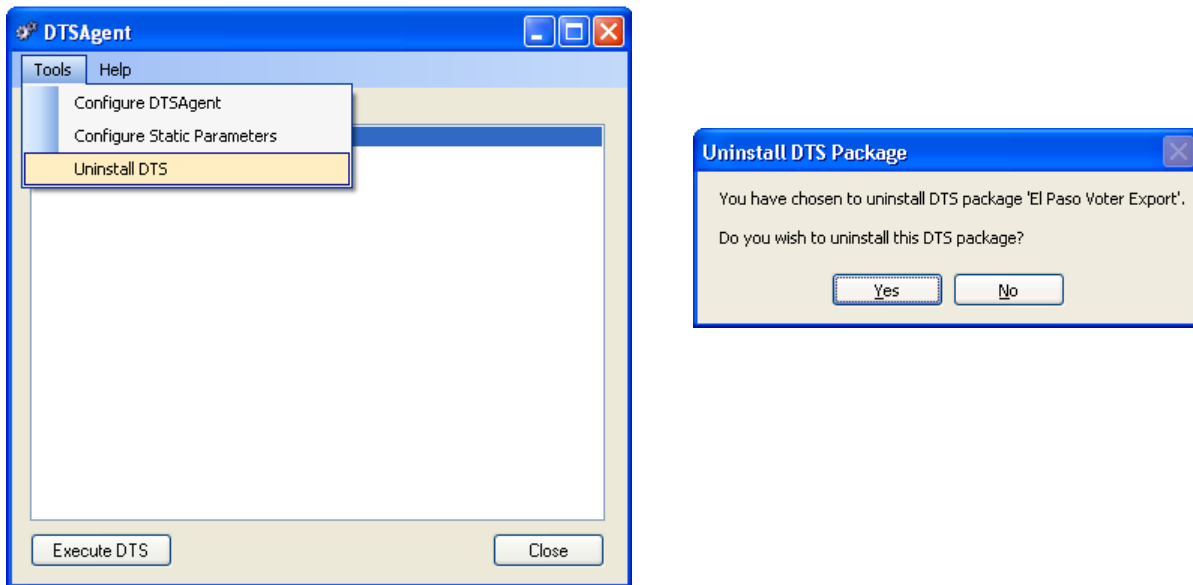 DTSAgent
Tools Help
Configure DTSAgent
Configure Static Parameters
Uninstall DTS
Execute DTS Close
Uninstall DTS Package
You have chosen to uninstall DTS package 'El Paso Voter Export'.
Do you wish to uninstall this DTS package?
Yes No